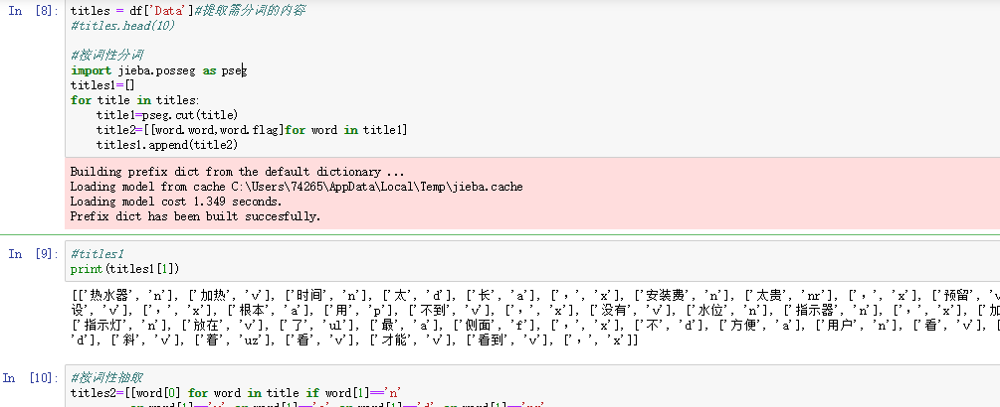 In [8]: titles = df['Data']#提取需分词的内容
#titles.head(10)
#按词性分词
import jieba.posseg as pseg
titles1=[]
for title in titles:
title1=pseg.cut(title)
title2=[[word.word,word.flag]for word in title1]
titles1.append(title2)
Building prefix dict from the default dictionary ...
Loading model from cache C:\Users\74265\AppData\Local\Temp\jieba.cache
Loading model cost 1.349 seconds.
Prefix dict has been built succesfully.
In [9]: #titles1
print(titles1[1])
[['热水器', 'n'], ['加热', 'v'], ['时间', 'n'], ['太', 'd'], ['长', 'a'], [',', 'x'], ['安装费', 'n'], ['太贵', 'nr'], [',', 'x'], ['预留', 'v
设', 'v'], [',', 'x'], ['根本', 'a'], ['用', 'p'], ['不到', 'v'], [',', 'x'], ['没有', 'v'], ['水位', 'n'], ['指示器', 'n'], [',', 'x'], ['加
['指示灯', 'n'], ['放在', 'v'], ['了', 'ul'], ['最', 'a'], ['侧面', 'f'], [',', 'x'], ['不', 'd'], ['方便', 'a'], ['用户', 'n'], ['看', 'v'], [
'd'], ['斜', 'v'], ['着', 'uz'], ['看', 'v'], ['才能', 'v'], ['看到', 'v'], [',', 'x']]
In [10]: #按词性抽取
titles2=[[word[0] for word in title if word[1]=='n'